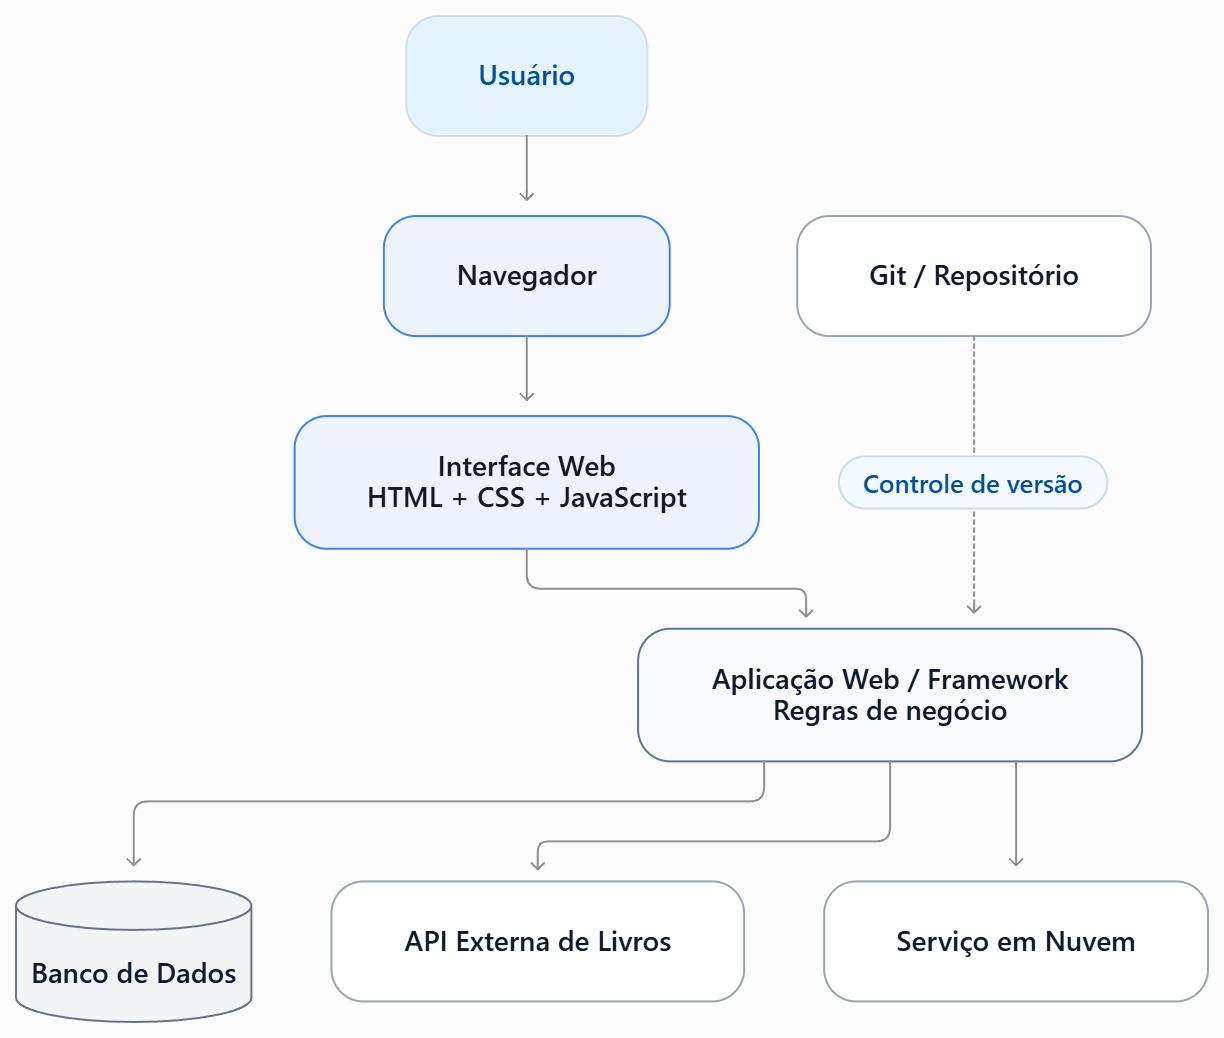 Usuário
Navegador
Git / Repositório
Interface Web
HTML + CSS + JavaScript
Controle de versão
Aplicação Web / Framework
Regras de negócio
Banco de Dados
API Externa de Livros
Serviço em Nuvem